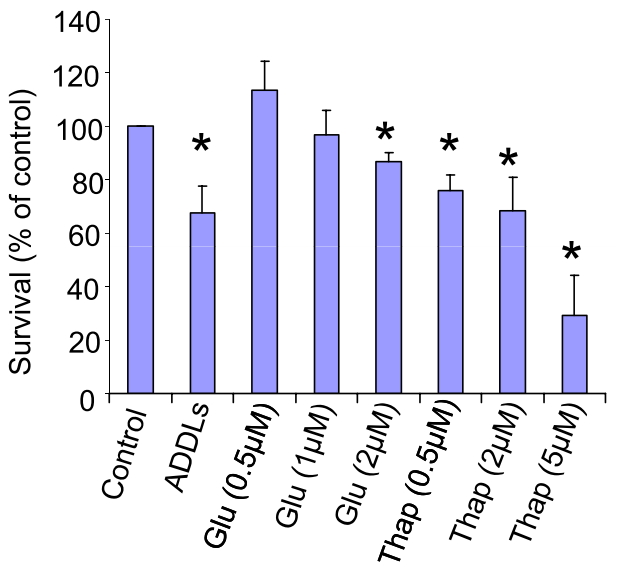 Survival (% of control)
140
120
100
80
60
40
20
0
*
*
*
*
*
Control
ADDLs
Glu (0.5µM)
Glu (1µM)
Glu (2µM)
Thap (0.5µM)
Thap (2µM)
Thap (5µM)